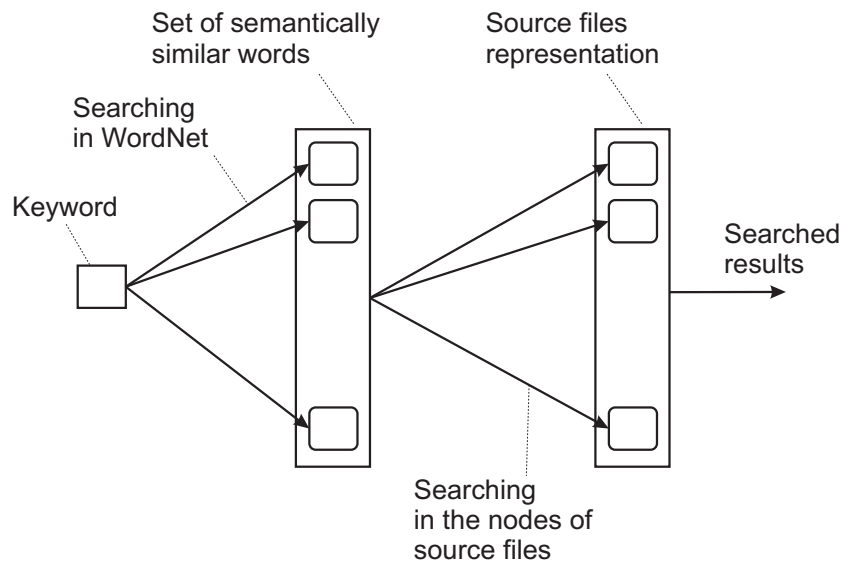 Set of semantically
similar words
Source files
representation
Searching
in WordNet
Keyword
Searched
results
Searching
in the nodes of
source files